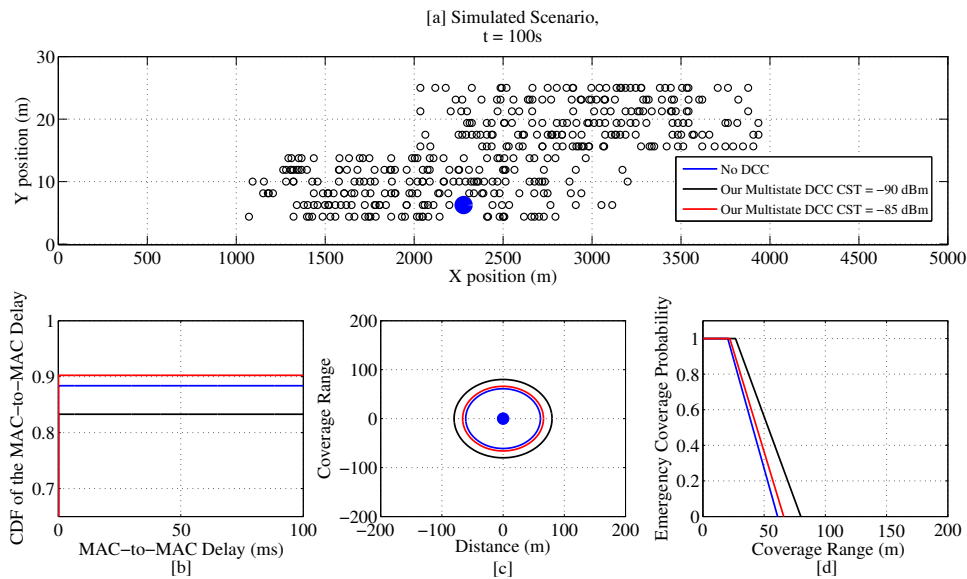 [a] Simulated Scenario,
t = 100s
30
20
10
0
Y position (m)
0 500 1000 1500 2000 2500 3000 3500 4000 4500 5000
X position (m)
No DCC
Our Multistate DCC CST = −90 dBm
Our Multistate DCC CST = −85 dBm
1
0.9
0.8
0.7
CDF of the MAC−to−MAC Delay
0 50 100
MAC−to−MAC Delay (ms)
[b]
200
100
0
−100
−200
Coverage Range
−200 −100 0 100 200
Distance (m)
[c]
1
0.8
0.6
0.4
0.2
0
Emergency Coverage Probability
0 50 100 150 200
Coverage Range (m)
[d]